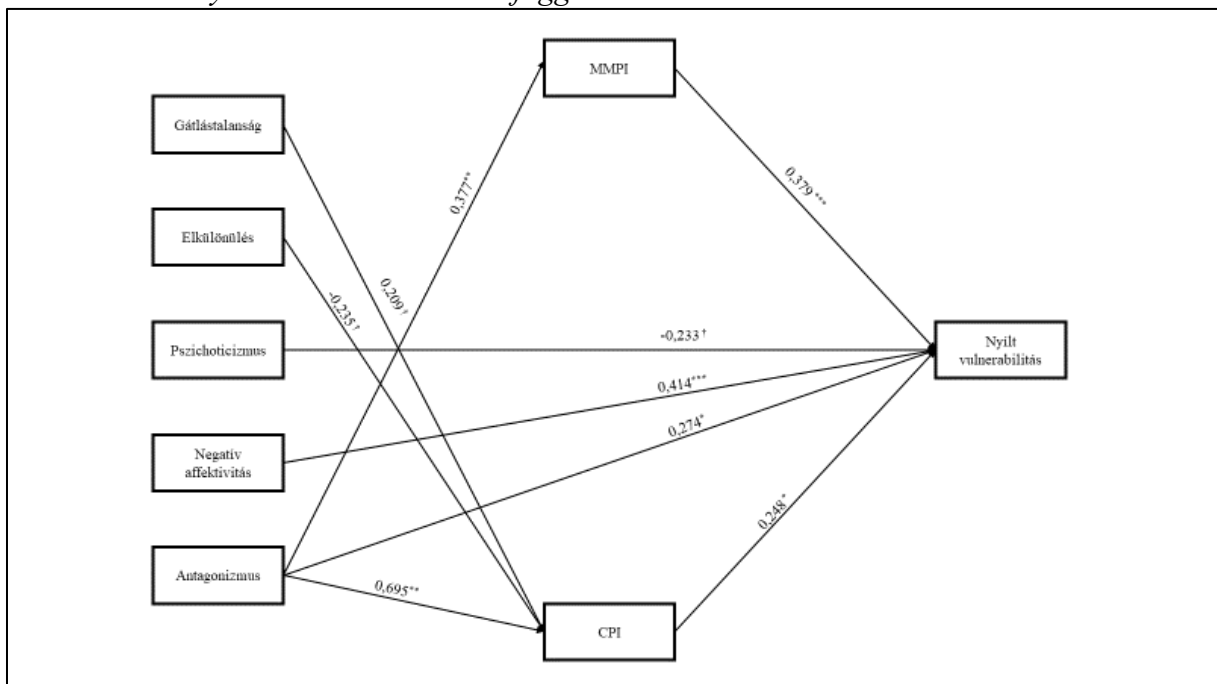 MMPI
Gátlástalanság
0,377**
0,379***
Elkülönülés
0,209†
-0,235†
Pszichoticizmus
-0,233†
Nyílt
vulnerabilitás
0,414***
0,274*
Negatív
affektivitás
0,248*
Antagonizmus
0,695**
CPI